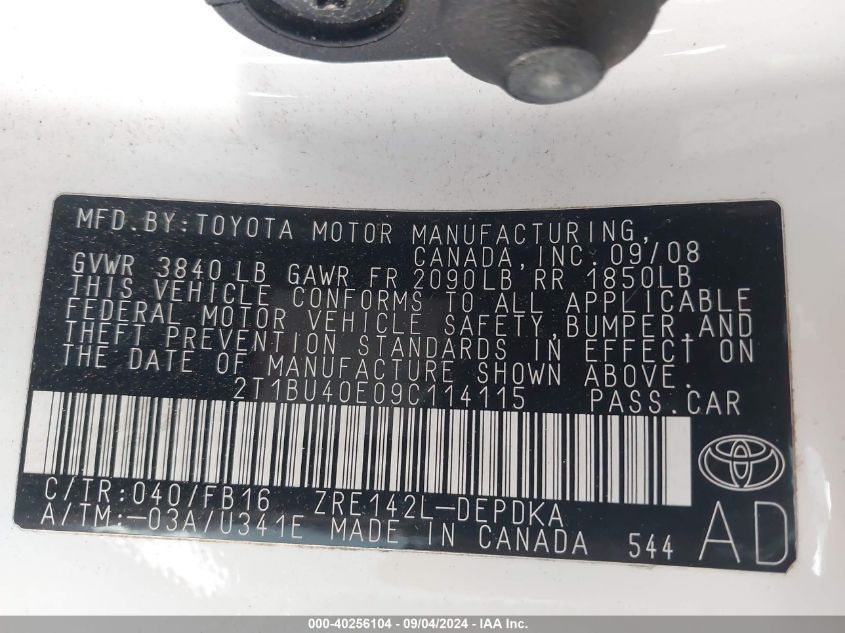 MFD.BY:TOYOTA MOTOR MANUFACTURING,
CANADA,INC. 09/08
GVWR 3840 LB GAWR FR 2090LB RR 1850LB
THIS VEHICLE CONFORMS TO ALL APPLICABLE
FEDERAL MOTOR VEHICLE SAFETY,BUMPER,AND
THEFT PREVENTION STANDARDS IN EFFECT ON
THE DATE OF MANUFACTURE SHOWN ABOVE.
2T1BU40E09C114115 PASS.CAR
C/TR:040/FB16 ZRE142L-DEPDKA
A/TM:-03A/U341E MADE IN CANADA 544 AD
000-40256104 - 09/04/2024 - IAA Inc.